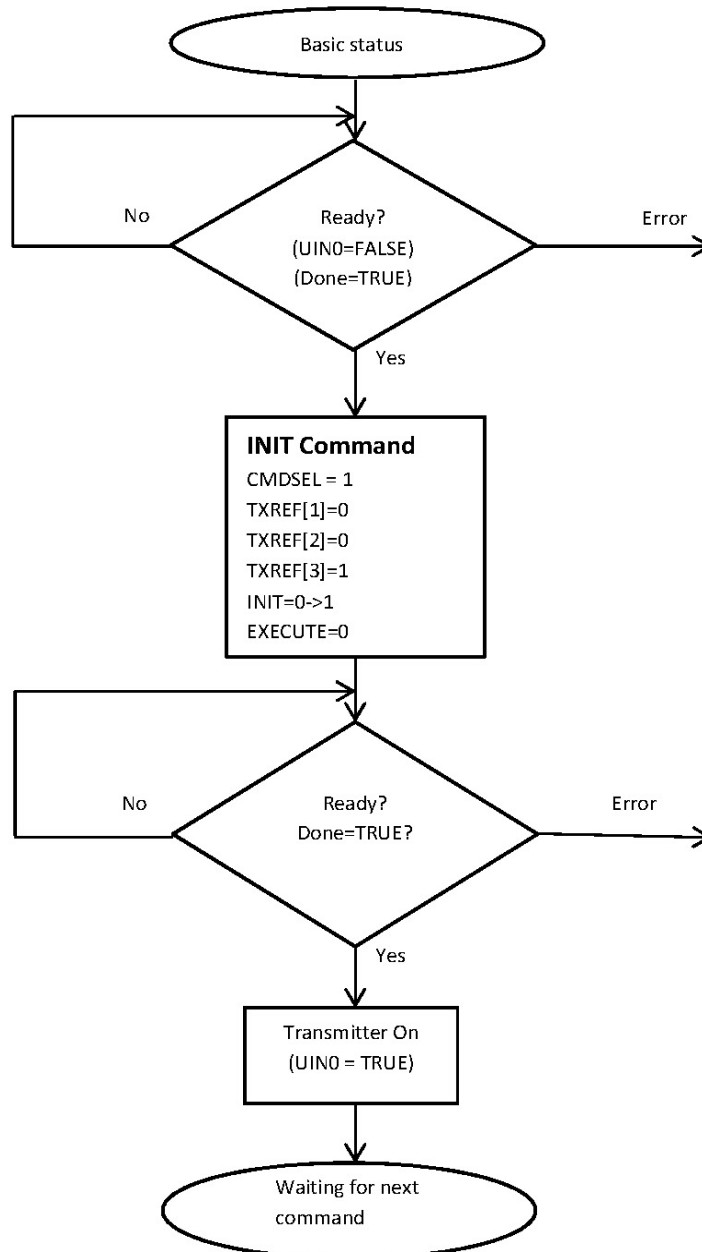 Basic status
No
Ready?
(UIN0=FALSE)
(Done=TRUE)
Error
Yes
INIT Command
CMDSEL = 1
TXREF[1]=0
TXREF[2]=0
TXREF[3]=1
INIT=0->1
EXECUTE=0
No
Ready?
Done=TRUE?
Error
Yes
Transmitter On
(UIN0 = TRUE)
Waiting for next
command